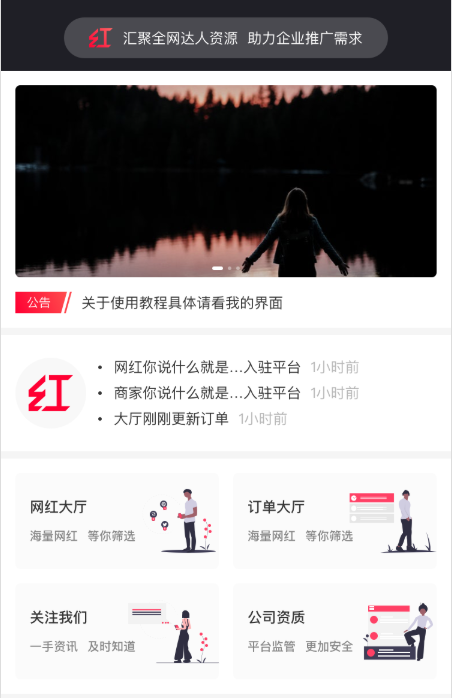 红 汇聚全网达人资源 助力企业推广需求
公告 关于使用教程具体请看我的界面
红
• 网红你说什么就是...入驻平台 1小时前
• 商家你说什么就是...入驻平台 1小时前
• 大厅刚刚更新订单 1小时前
网红大厅
海量网红 等你筛选
订单大厅
海量网红 等你筛选
关注我们
一手资讯 及时知道
公司资质
平台监管 更加安全